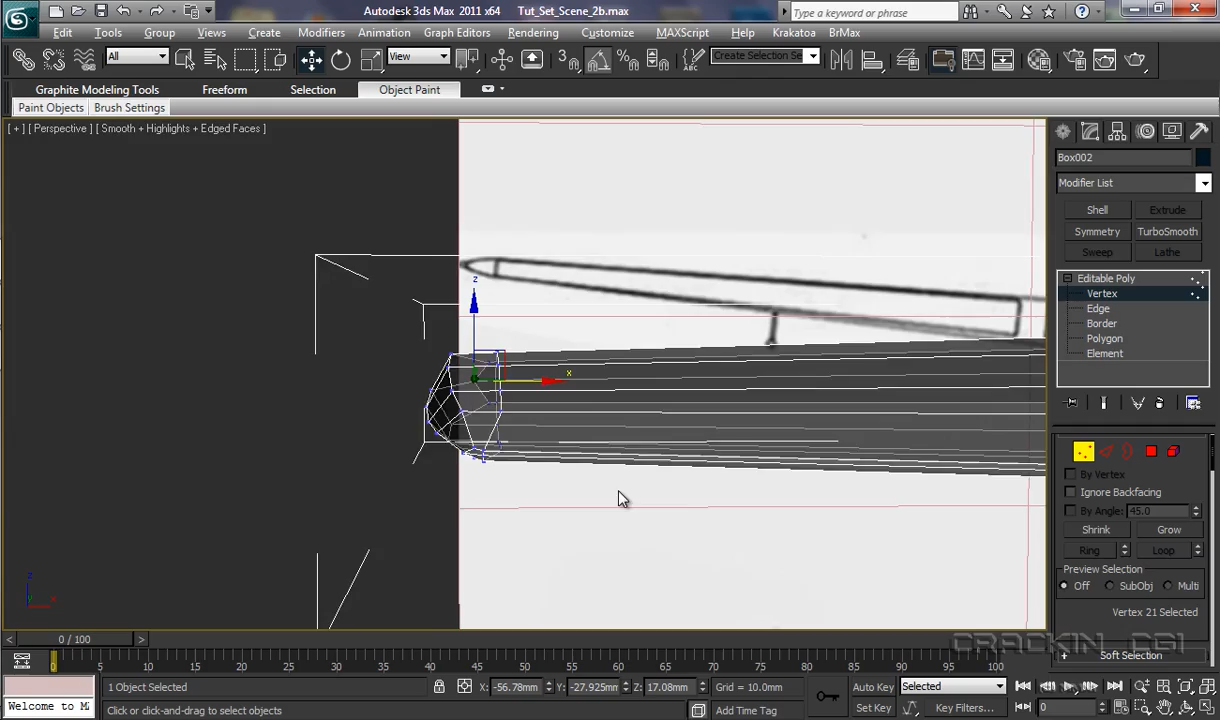 Autodesk 3ds Max 2011 x64 Tut_Set_Scene_2b.max
Type a keyword or phrase
Edit Tools Group Views Create Modifiers Animation Graph Editors Rendering Customize MAXScript Help Krakatoa BrMax
All View 3 Create Selection Se
Graphite Modeling Tools Freeform Selection Object Paint
Paint Objects Brush Settings
[ + ] [ Perspective ] [ Smooth + Highlights + Edged Faces ]
Box002
Modifier List
Shell Extrude
Symmetry TurboSmooth
Sweep Lathe
Editable Poly
Vertex
Edge
Border
Polygon
Element
z
x
By Vertex
Ignore Backfacing
By Angle: 45.0
Shrink Grow
Ring Loop
Preview Selection
Off SubObj Multi
Vertex 21 Selected
z
x
CRACKIN CGI
Soft Selection
0 / 100
0 5 10 15 20 25 30 35 40 45 50 55 60 65 70 75 80 85 90 95 100
1 Object Selected X: -56.78mm Y: -27.925mm Z: 17.08mm Grid = 10.0mm Auto Key Selected
Welcome to MA Click or click-and-drag to select objects Add Time Tag Set Key Key Filters... 0